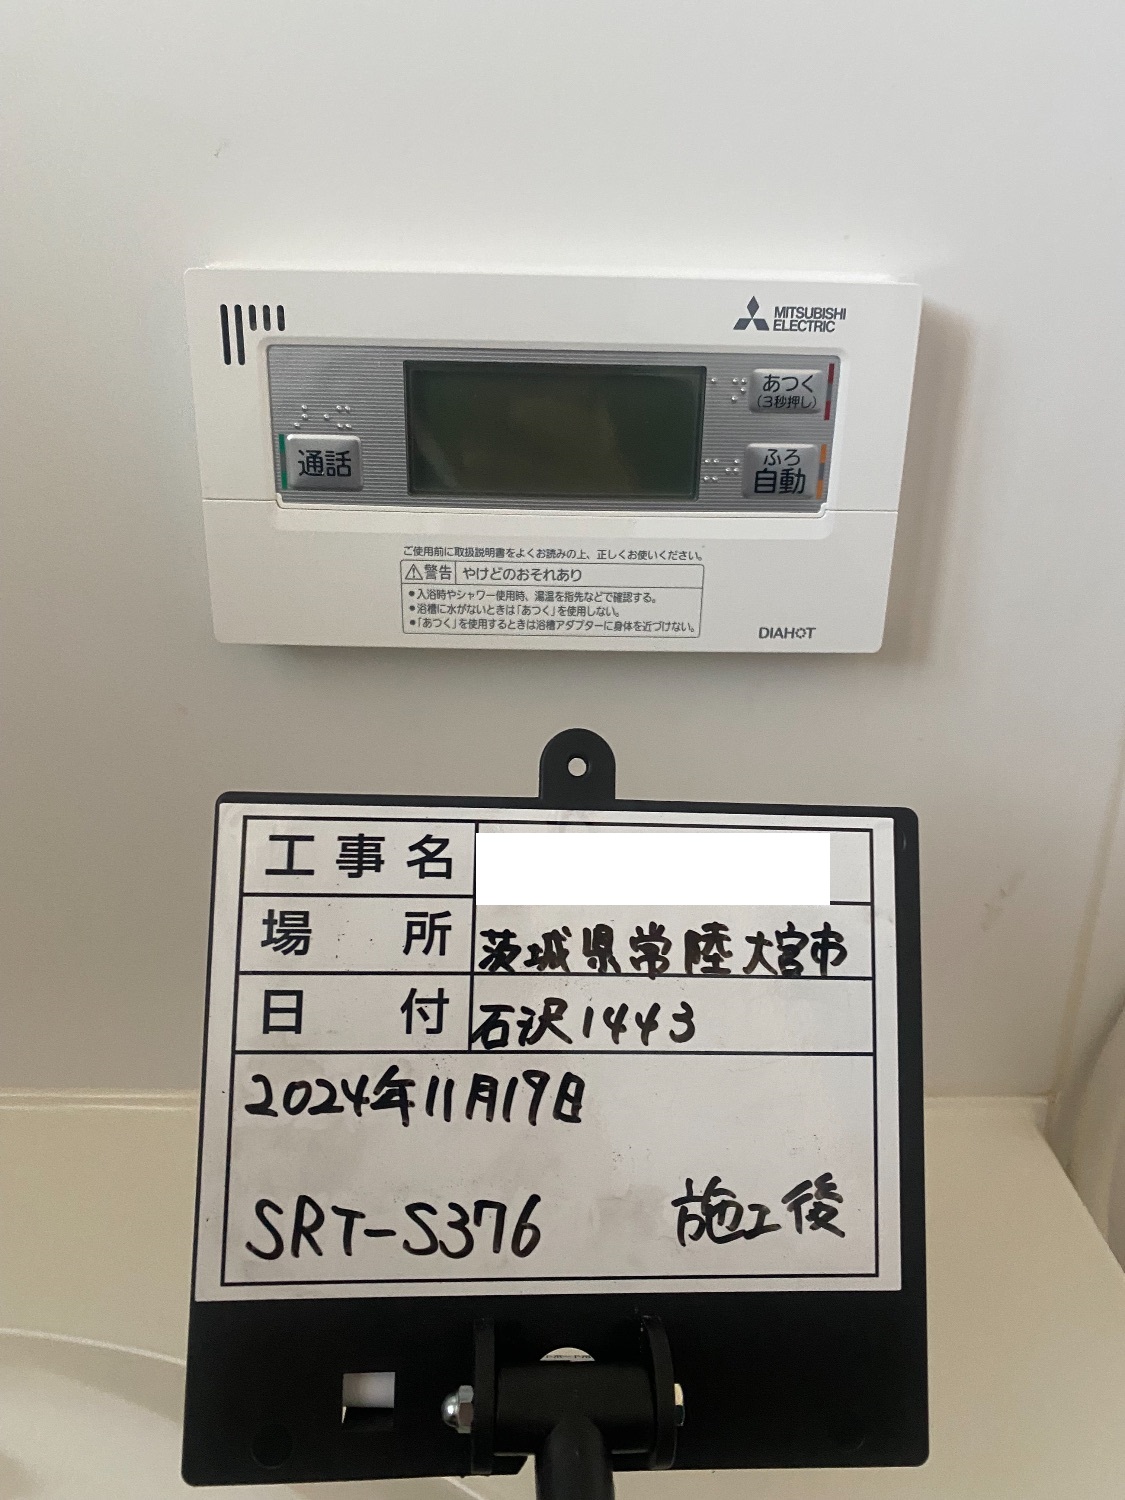 MITSUBISHI
ELECTRIC
あつく
(3秒押し)
通話
ふろ
自動
ご使用前に取扱説明書をよくお読みの上、正しくお使いください。
⚠警告 やけどのおそれあり
●入浴時やシャワー使用時、湯温を指先などで確認する。
●浴槽に水がないときは「あつく」を使用しない。
●「あつく」を使用するときは浴槽アダプターに身体を近づけない。
DIAHOT
工事名
場所 茨城県常陸大宮市
日付 石沢1443
2024年11月19日
SRT-S376 施工後